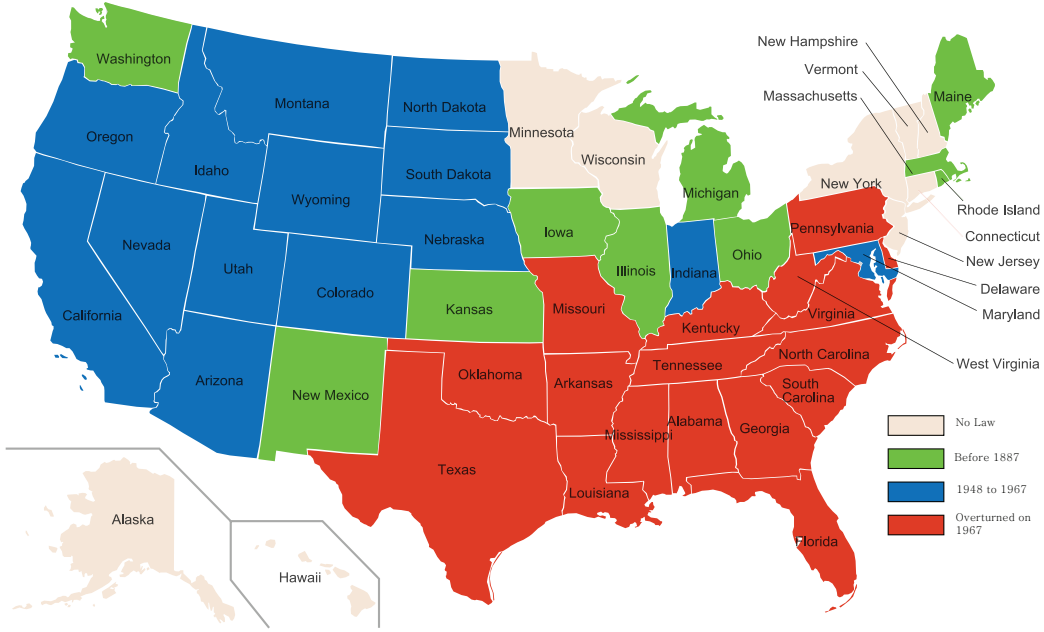 New Hampshire
Washington
Vermont
Massachusetts
Maine
Montana
North Dakota
Minnesota
Oregon
Wisconsin
Idaho
South Dakota
New York
Michigan
Wyoming
Rhode Island
Pennsylvania
Connecticut
Nebraska
Iowa
Nevada
Ohio
New Jersey
Utah
Illinois
Indiana
Colorado
Delaware
Kansas
Missouri
California
Virginia
Maryland
Kentucky
North Carolina
West Virginia
Tennessee
Oklahoma
Arizona
Arkansas
South
Carolina
New Mexico
Alabama
Georgia
Mississippi
Texas
Louisiana
Florida
Alaska
Hawaii
No Law
Before 1887
1948 to 1967
Overturned on
1967